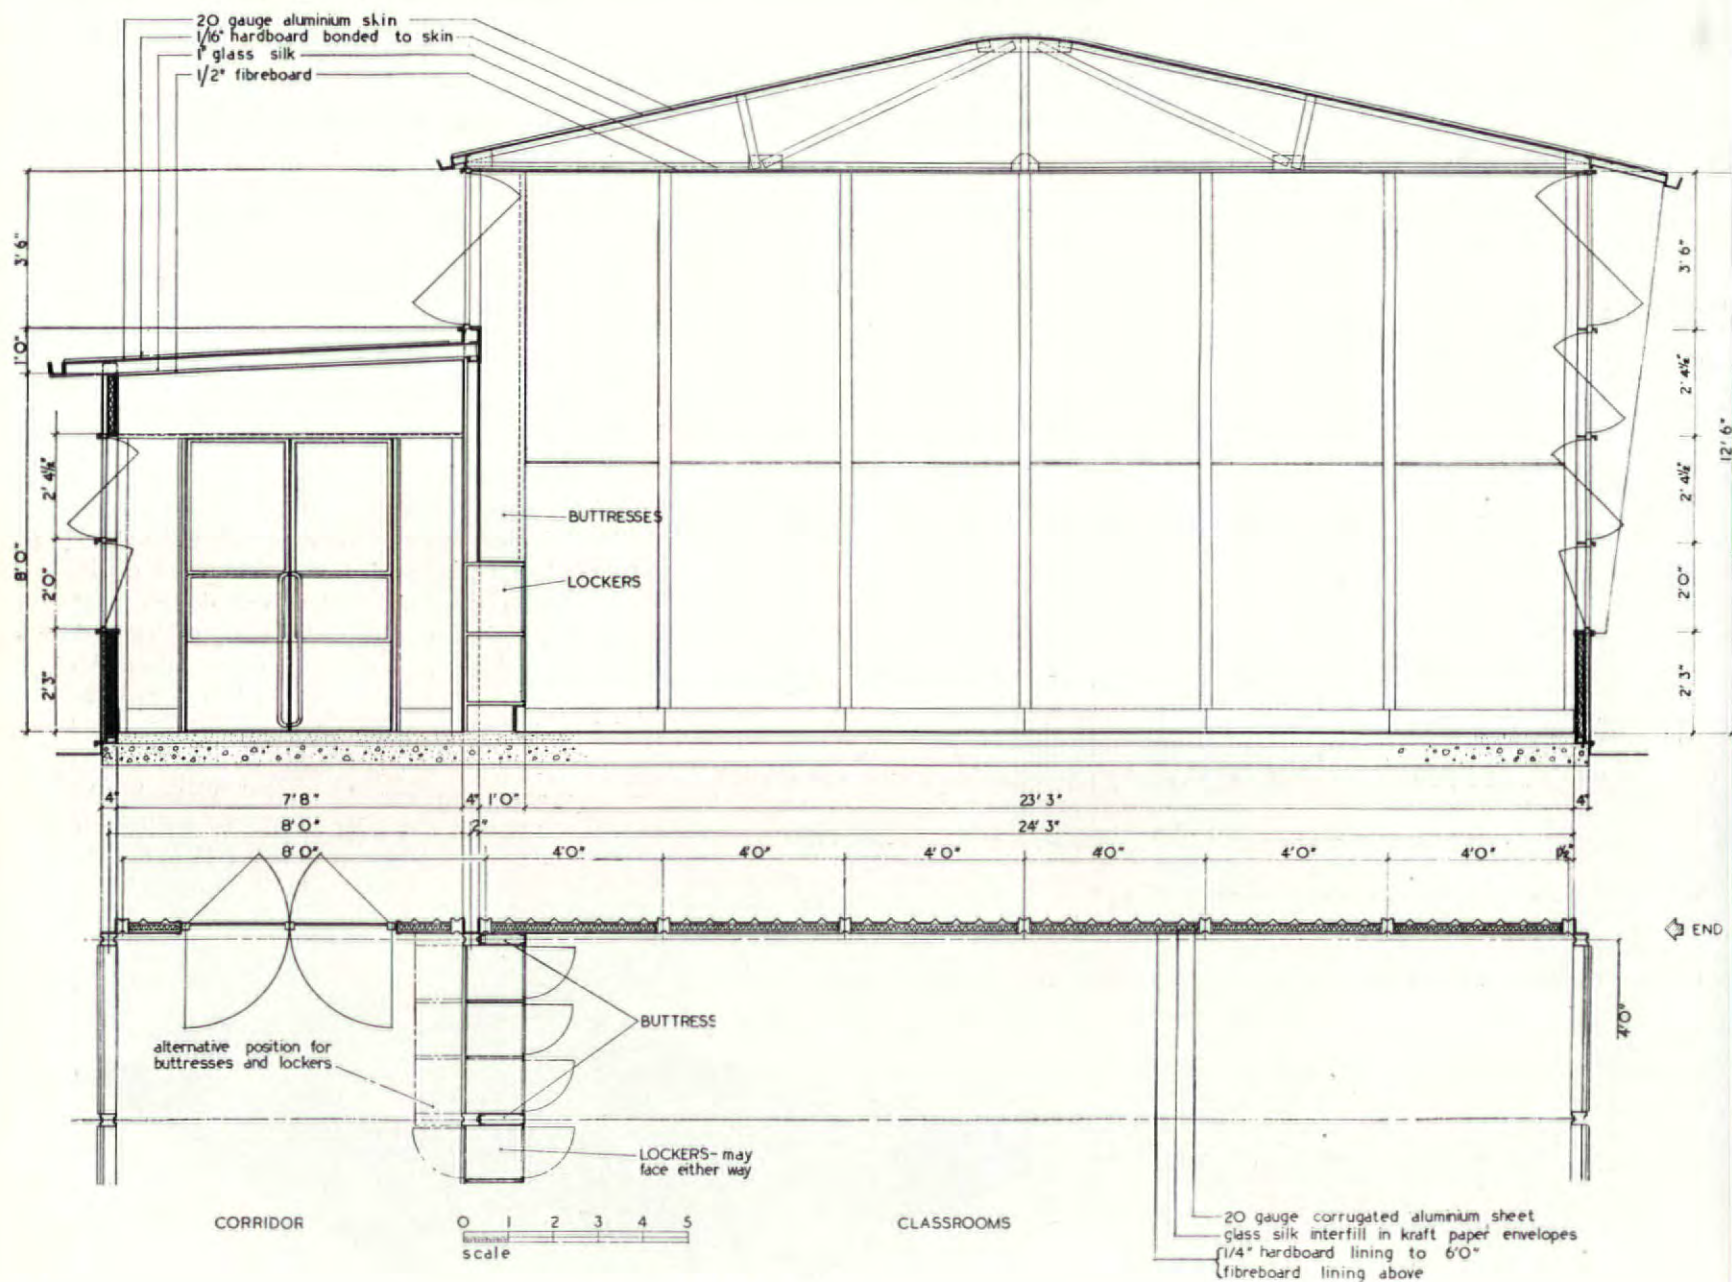 20 gauge aluminium skin
1/16" hardboard bonded to skin
1" glass silk
1/2" fibreboard
3' 6"
1' 0"
8' 0"
2' 4½"
2' 0"
2' 3"
3' 6"
2' 4½"
2' 4½"
2' 0"
2' 3"
12' 6"
BUTTRESSES
LOCKERS
4" 7' 8" 4" 1' 0" 23' 3" 4"
8' 0" 2" 24' 3"
8' 0" 4' 0" 4' 0" 4' 0" 4' 0" 4' 0" 4' 0" 1½"
END
4' 0"
BUTTRESS
alternative position for
buttresses and lockers
LOCKERS- may
face either way
CORRIDOR
0 1 2 3 4 5
scale
CLASSROOMS
20 gauge corrugated aluminium sheet
glass silk interfill in kraft paper envelopes
1/4" hardboard lining to 6'0"
fibreboard lining above